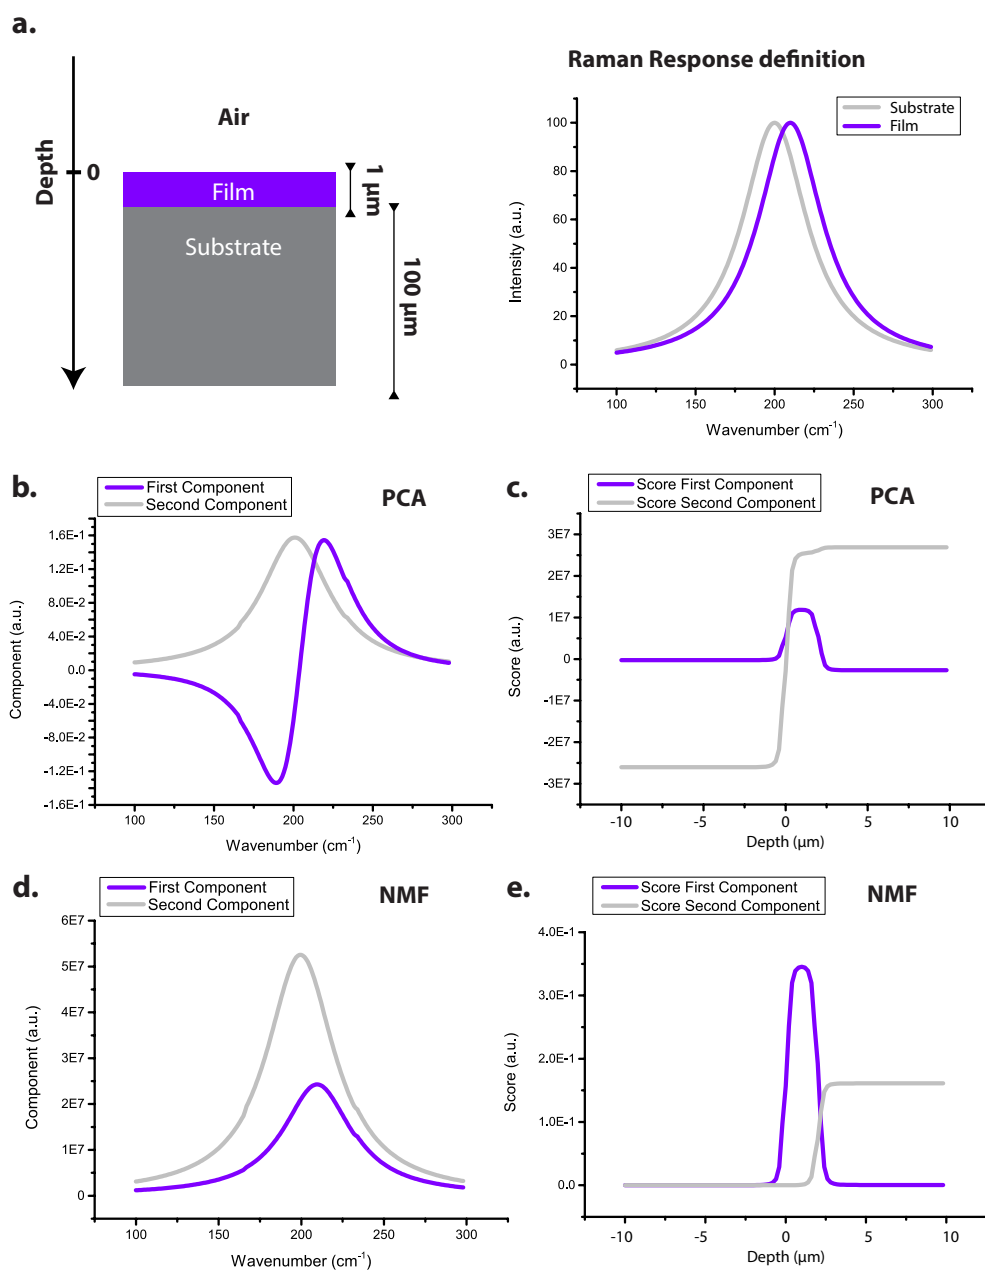 a.
Raman Response definition
Air
Depth
0
Film
1 µm
Substrate
100 µm
Substrate
Film
100
80
60
40
20
0
Intensity (a.u.)
100 150 200 250 300
Wavenumber (cm⁻¹)
b.
First Component
Second Component
PCA
1.6E-1
1.2E-1
8.0E-2
4.0E-2
0.0
-4.0E-2
-8.0E-2
-1.2E-1
-1.6E-1
Component (a.u.)
100 150 200 250 300
Wavenumber (cm⁻¹)
c.
Score First Component
Score Second Component
PCA
3E7
2E7
1E7
0
-1E7
-2E7
-3E7
Score (a.u.)
-10 -5 0 5 10
Depth (µm)
d.
First Component
Second Component
NMF
6E7
5E7
4E7
3E7
2E7
1E7
0
Component (a.u.)
100 150 200 250 300
Wavenumber (cm⁻¹)
e.
Score First Component
Score Second Component
NMF
4.0E-1
3.0E-1
2.0E-1
1.0E-1
0.0
Score (a.u.)
-10 -5 0 5 10
Depth (µm)